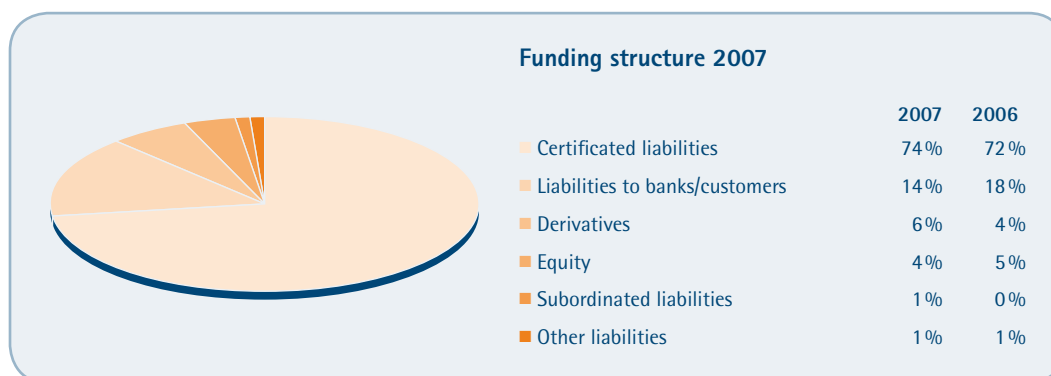 Funding structure 2007
2007 2006
Certificated liabilities 74% 72%
Liabilities to banks/customers 14% 18%
Derivatives 6% 4%
Equity 4% 5%
Subordinated liabilities 1% 0%
Other liabilities 1% 1%